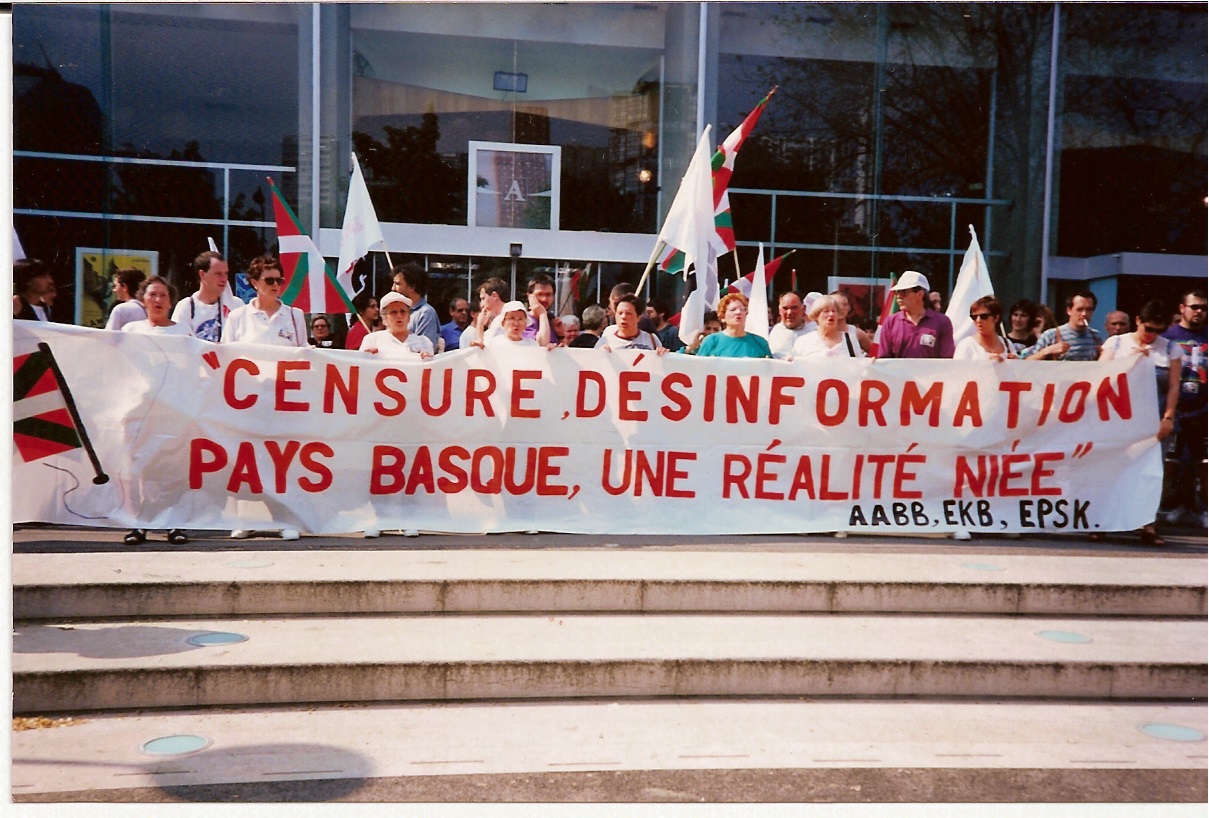 A
"CENSURE, DÉSINFORMATION
PAYS BASQUE, UNE RÉALITÉ NIÉE"
AABB, EKB, EPSK.